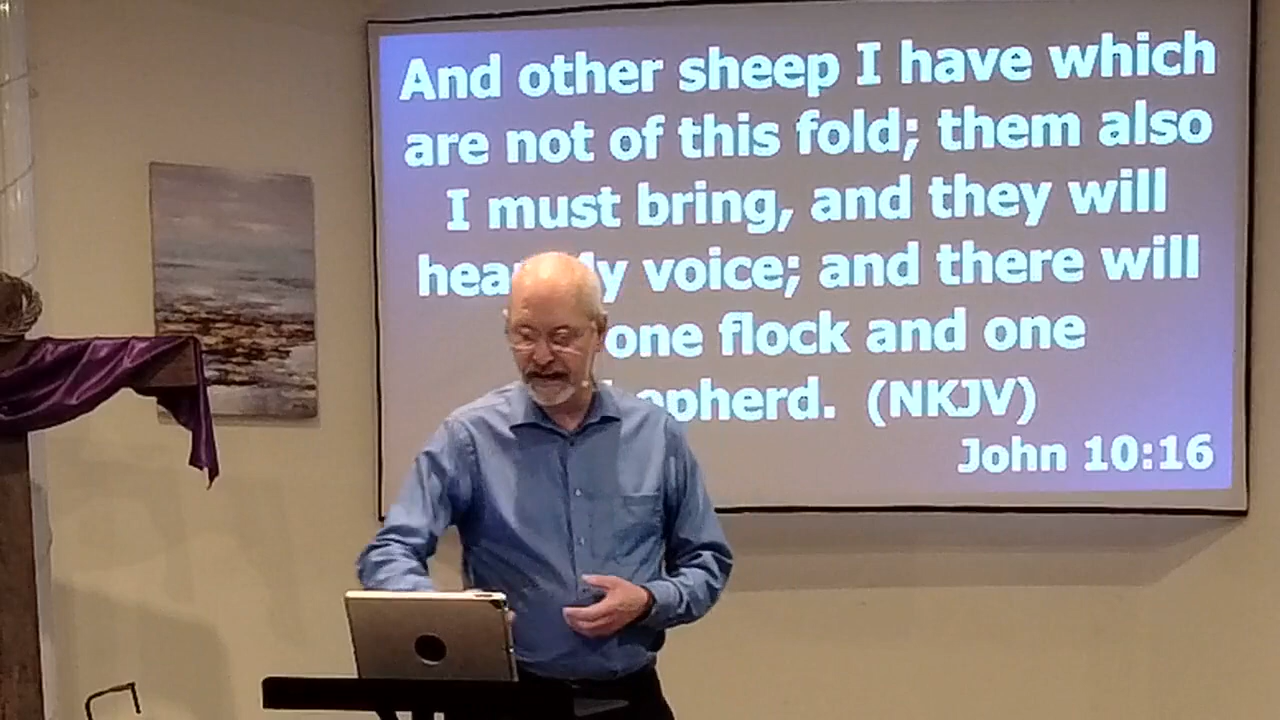 And other sheep I have which
are not of this fold; them also
I must bring, and they will
voice; and there will
one flock and one
(NKJV)
John 10:16